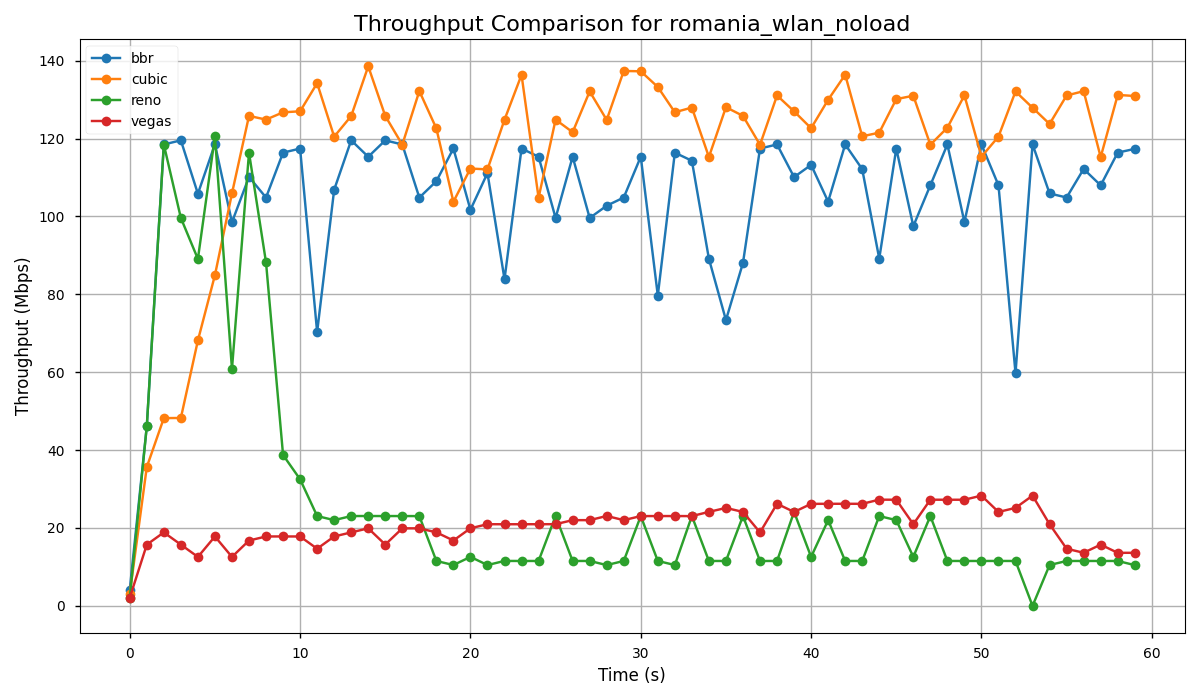 Throughput Comparison for romania_wlan_noload
bbr
cubic
reno
vegas
140
120
100
80
60
40
20
0
Throughput (Mbps)
0 10 20 30 40 50 60
Time (s)